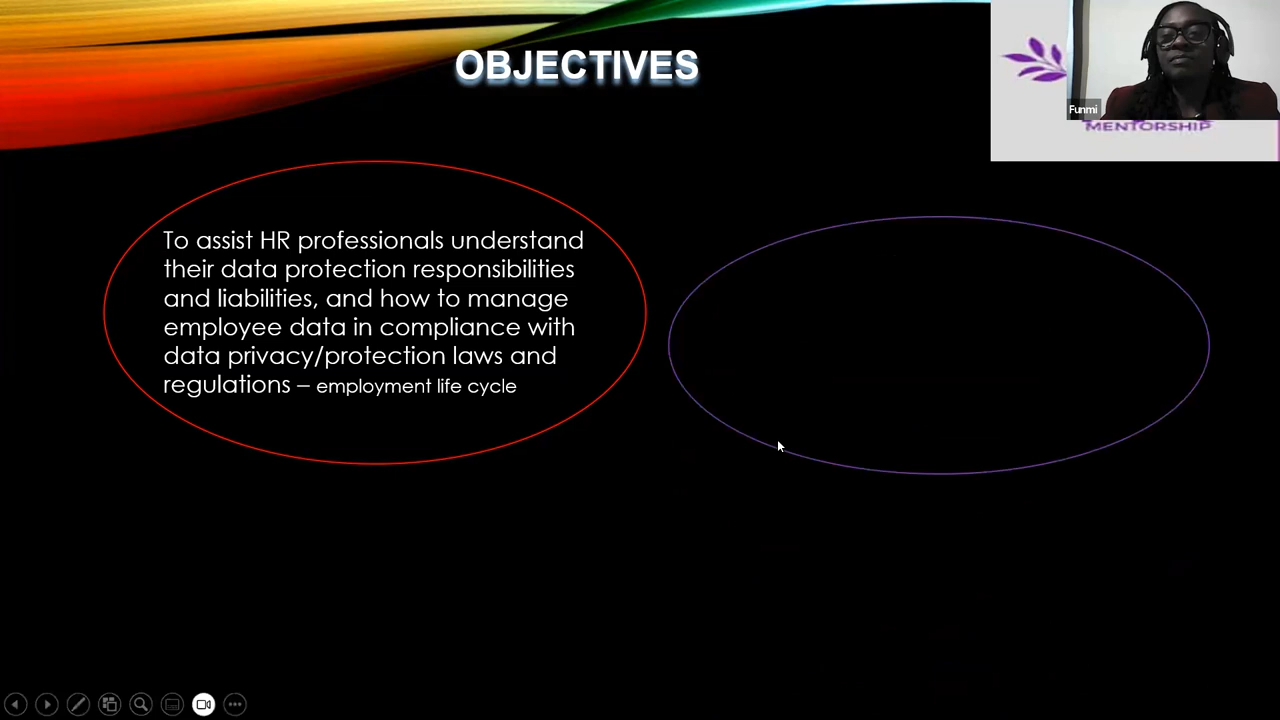 OBJECTIVES
Funmi
MENTORSHIP
To assist HR professionals understand
their data protection responsibilities
and liabilities, and how to manage
employee data in compliance with
data privacy/protection laws and
regulations – employment life cycle